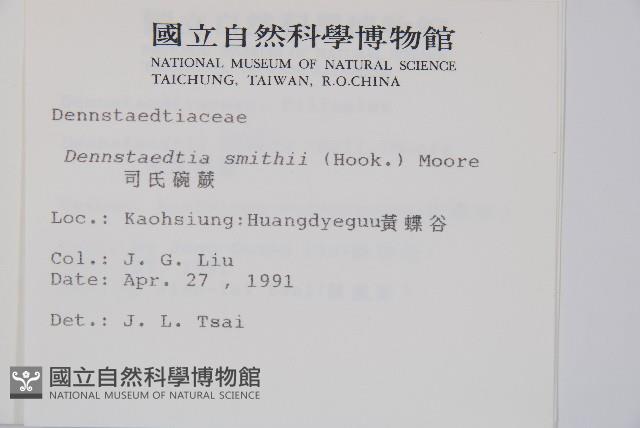 國立自然科學博物館
NATIONAL MUSEUM OF NATURAL SCIENCE
TAICHUNG, TAIWAN, R.O.CHINA
Dennstaedtiaceae
Dennstaedtia smithii (Hook.) Moore
司氏碗蕨
Loc.: Kaohsiung:Huangdyeguu黃蝶谷
Col.: J. G. Liu
Date: Apr. 27 , 1991
Det.: J. L. Tsai
國立自然科學博物館
NATIONAL MUSEUM OF NATURAL SCIENCE